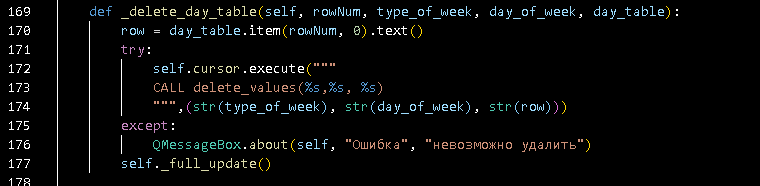 169 def _delete_day_table(self, rowNum, type_of_week, day_of_week, day_table):
170 row = day_table.item(rowNum, 0).text()
171 try:
172 self.cursor.execute("""
173 CALL delete_values(%s,%s, %s)
174 """,(str(type_of_week), str(day_of_week), str(row)))
175 except:
176 QMessageBox.about(self, "Ошибка", "невозможно удалить")
177 self._full_update()
178